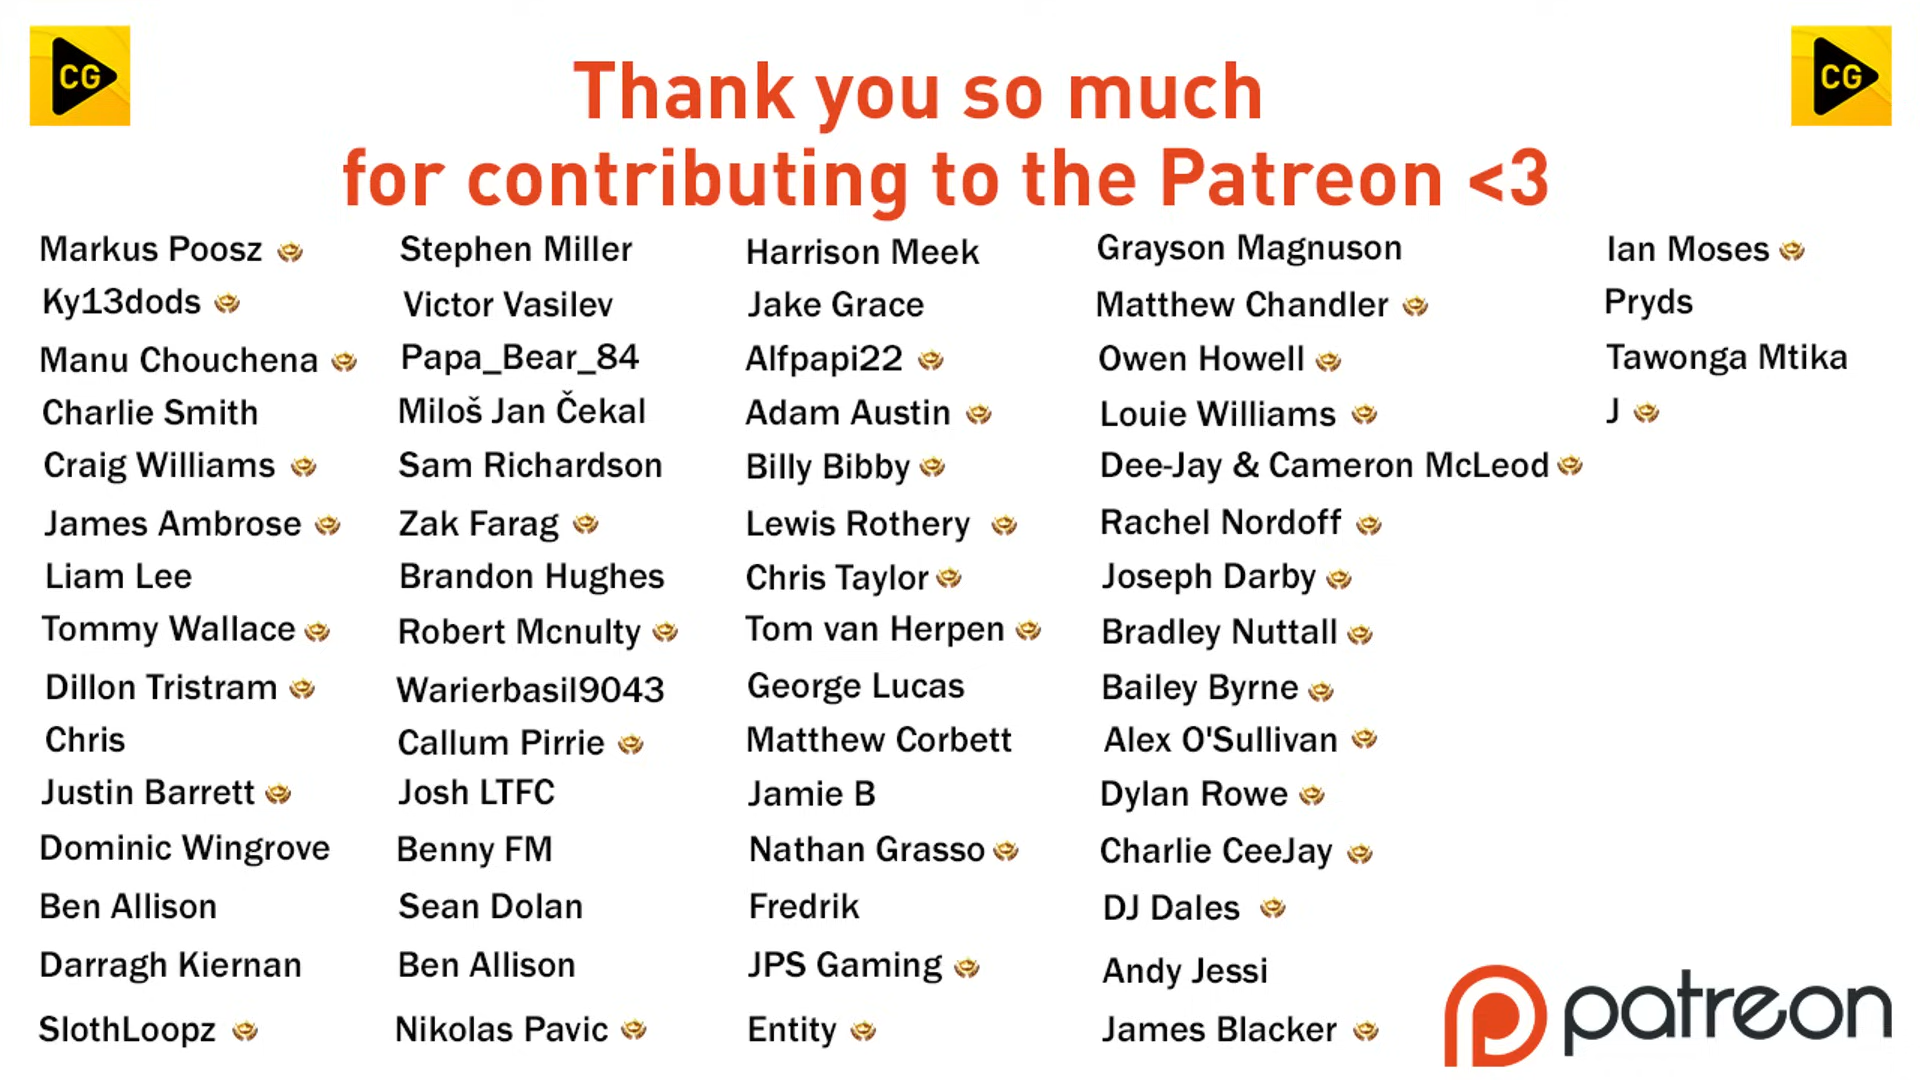 CG
CG
Thank you so much
for contributing to the Patreon <3
Markus Poosz
Ky13dods
Manu Chouchena
Charlie Smith
Craig Williams
James Ambrose
Liam Lee
Tommy Wallace
Dillon Tristram
Chris
Justin Barrett
Dominic Wingrove
Ben Allison
Darragh Kiernan
SlothLoopz
Stephen Miller
Victor Vasilev
Papa_Bear_84
Miloš Jan Čekal
Sam Richardson
Zak Farag
Brandon Hughes
Robert Mcnulty
Warierbasil9043
Callum Pirrie
Josh LTFC
Benny FM
Sean Dolan
Ben Allison
Nikolas Pavic
Harrison Meek
Jake Grace
Alfpapi22
Adam Austin
Billy Bibby
Lewis Rothery
Chris Taylor
Tom van Herpen
George Lucas
Matthew Corbett
Jamie B
Nathan Grasso
Fredrik
JPS Gaming
Entity
Grayson Magnuson
Matthew Chandler
Owen Howell
Louie Williams
Dee-Jay & Cameron McLeod
Rachel Nordoff
Joseph Darby
Bradley Nuttall
Bailey Byrne
Alex O'Sullivan
Dylan Rowe
Charlie CeeJay
DJ Dales
Andy Jessi
James Blacker
Ian Moses
Pryds
Tawonga Mtika
J
patreon